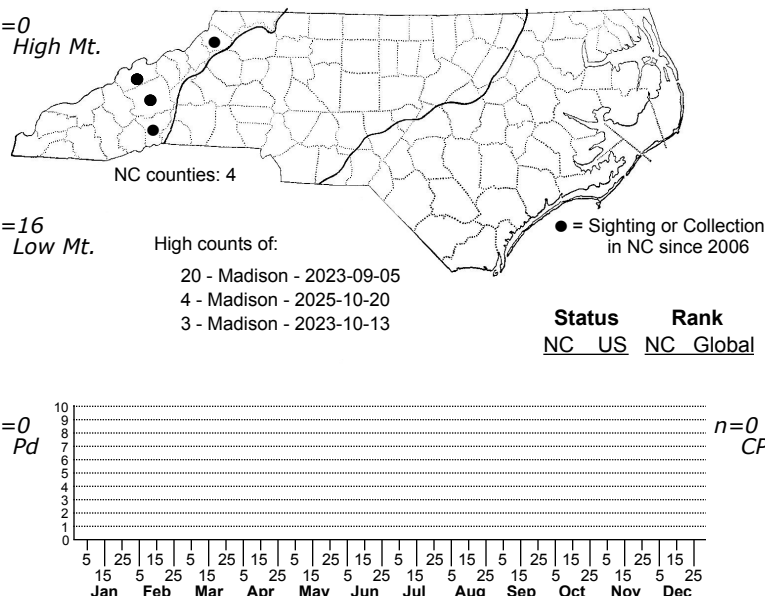 =0
High Mt.
NC counties: 4
=16
Low Mt.
High counts of:
20 - Madison - 2023-09-05
4 - Madison - 2025-10-20
3 - Madison - 2023-10-13
● = Sighting or Collection
in NC since 2006
Status Rank
NC US NC Global
=0
Pd
n=0
CP
10
9
8
7
6
5
4
3
2
1
0
5 25 15 5 25 15 5 25 15 5 25 15 5 25 15 5 25 15
15 5 25 15 5 25 15 5 25 15 5 25 15 5 25 15 5 25
Jan Feb Mar Apr May Jun Jul Aug Sep Oct Nov Dec